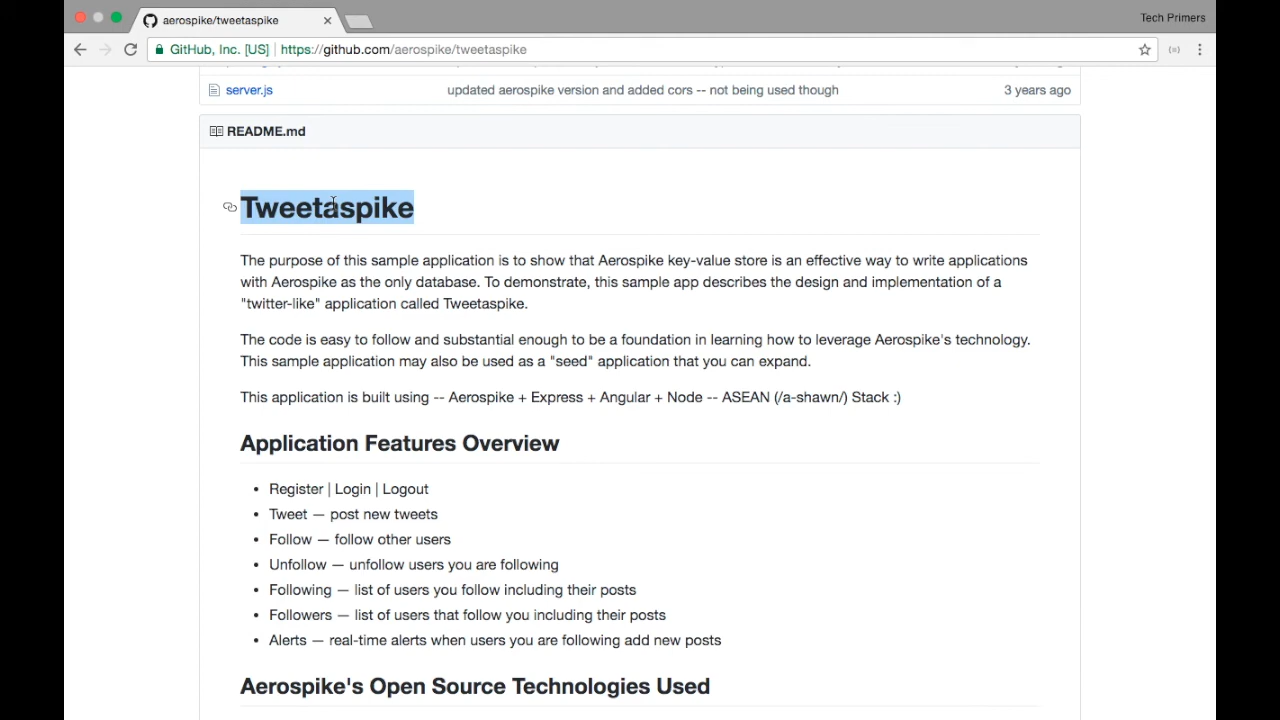 aerospike/tweetaspike
Tech Primers
GitHub, Inc. [US] | https://github.com/aerospike/tweetaspike
server.js updated aerospike version and added cors -- not being used though 3 years ago
README.md
Tweetaspike
The purpose of this sample application is to show that Aerospike key-value store is an effective way to write applications
with Aerospike as the only database. To demonstrate, this sample app describes the design and implementation of a
"twitter-like" application called Tweetaspike.
The code is easy to follow and substantial enough to be a foundation in learning how to leverage Aerospike's technology.
This sample application may also be used as a "seed" application that you can expand.
This application is built using -- Aerospike + Express + Angular + Node -- ASEAN (/a-shawn/) Stack :)
Application Features Overview
• Register | Login | Logout
• Tweet — post new tweets
• Follow — follow other users
• Unfollow — unfollow users you are following
• Following — list of users you follow including their posts
• Followers — list of users that follow you including their posts
• Alerts — real-time alerts when users you are following add new posts
Aerospike's Open Source Technologies Used